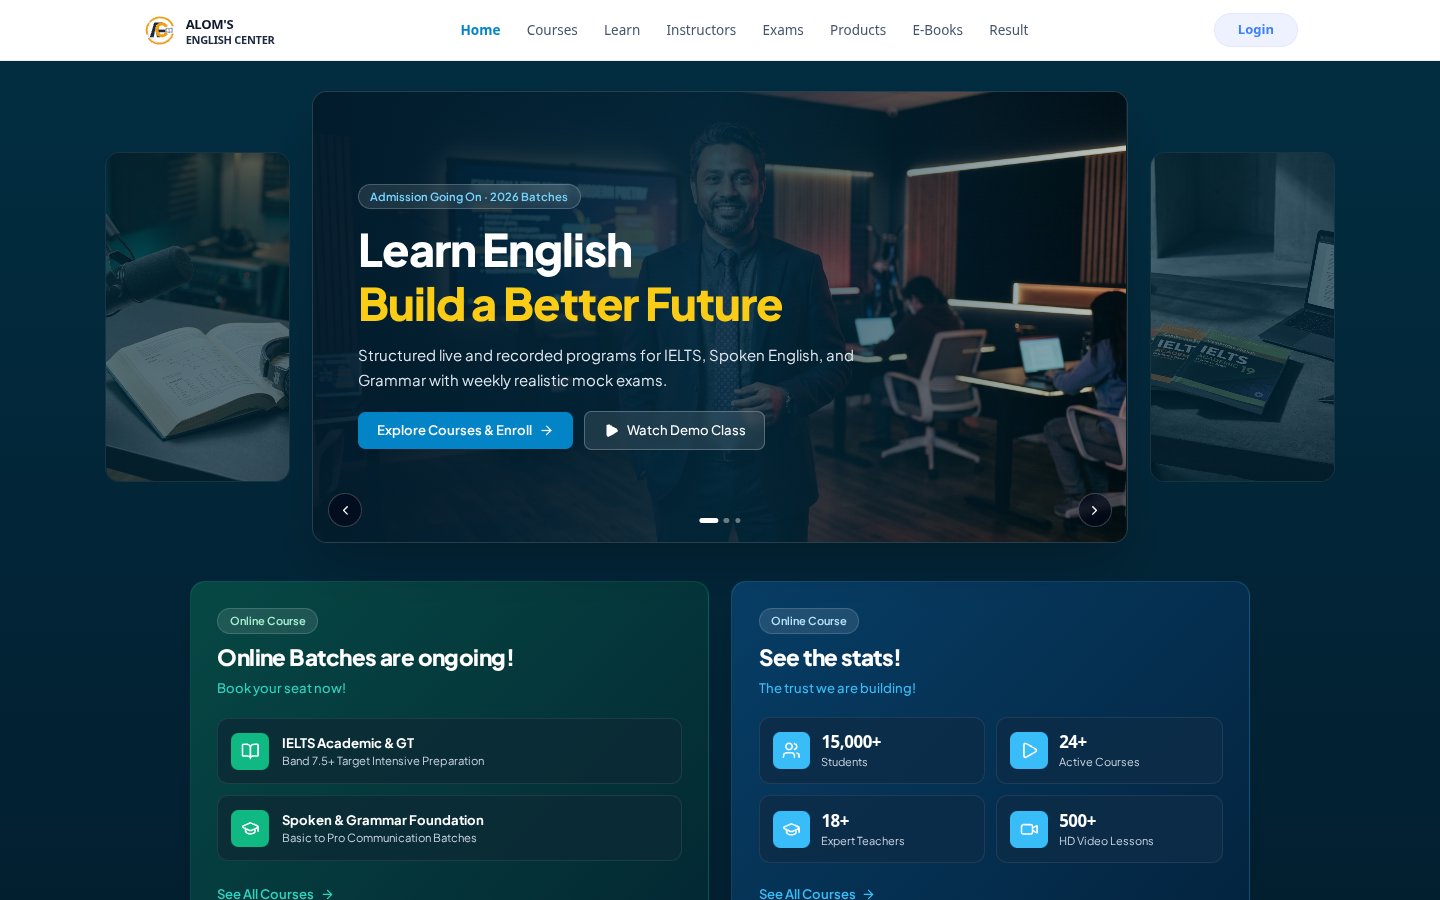 ALOM'S
ENGLISH CENTER
Home
Courses
Learn
Instructors
Exams
Products
E-Books
Result
Login
Admission Going On · 2026 Batches
Learn English
Build a Better Future
Structured live and recorded programs for IELTS, Spoken English, and
Grammar with weekly realistic mock exams.
Explore Courses & Enroll
Watch Demo Class
IELTS
19
Online Course
Online Batches are ongoing!
Book your seat now!
IELTS Academic & GT
Band 7.5+ Target Intensive Preparation
Spoken & Grammar Foundation
Basic to Pro Communication Batches
See All Courses
Online Course
See the stats!
The trust we are building!
15,000+
Students
24+
Active Courses
18+
Expert Teachers
500+
HD Video Lessons
See All Courses